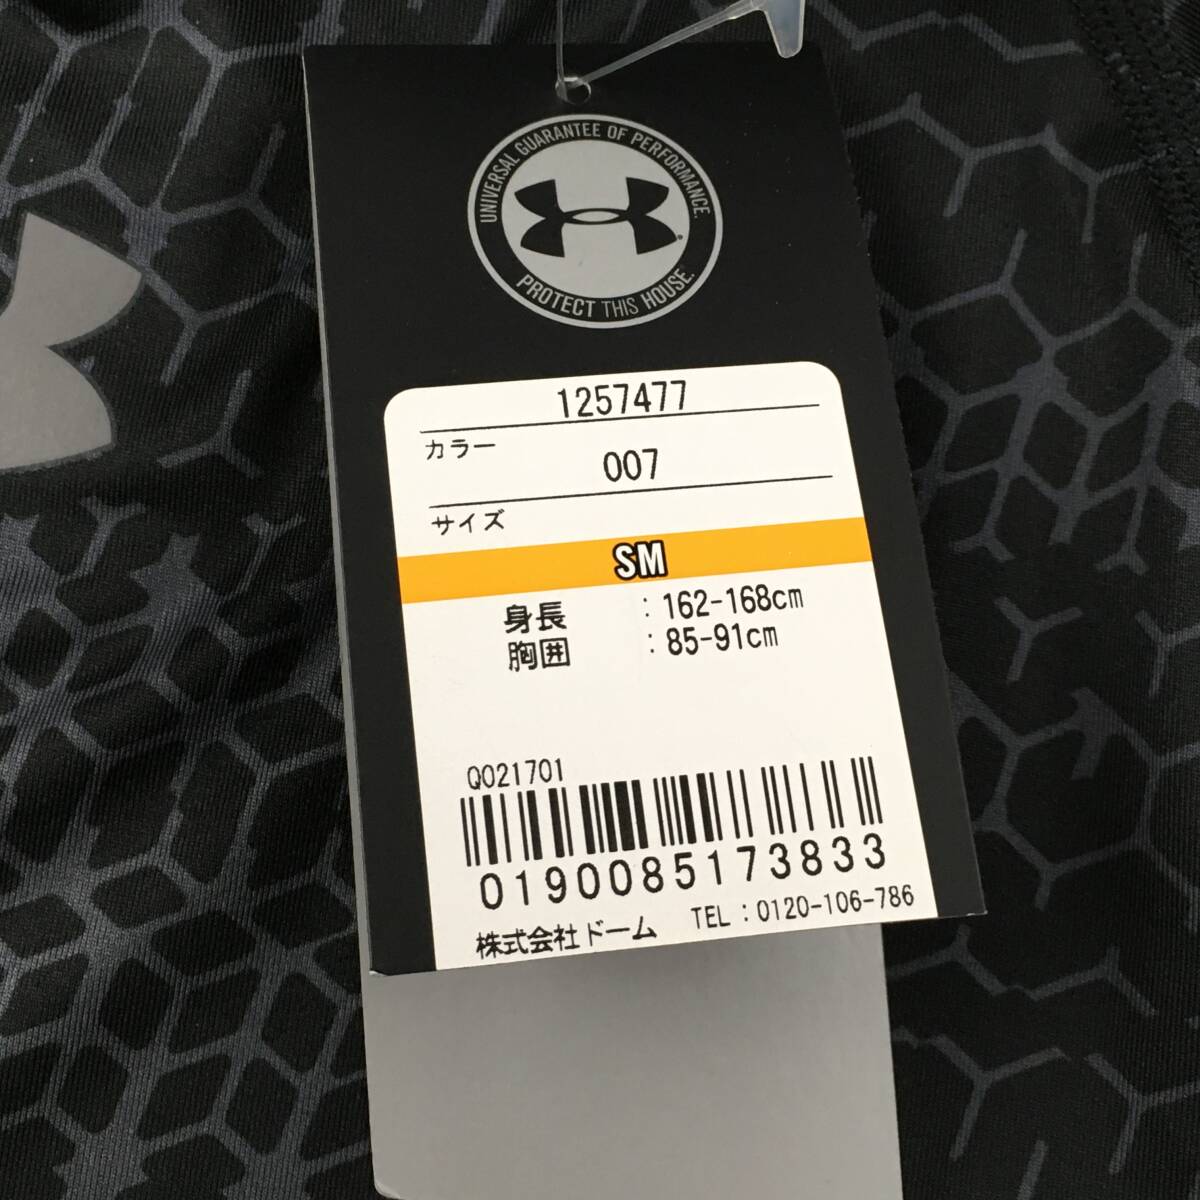 UNIVERSAL GUARANTEE OF PERFORMANCE.
PROTECT THIS HOUSE.
1257477
カラー
007
サイズ
SM
身長 : 162-168cm
胸囲 : 85-91cm
Q021701
0190085173833
株式会社ドーム TEL : 0120-106-786